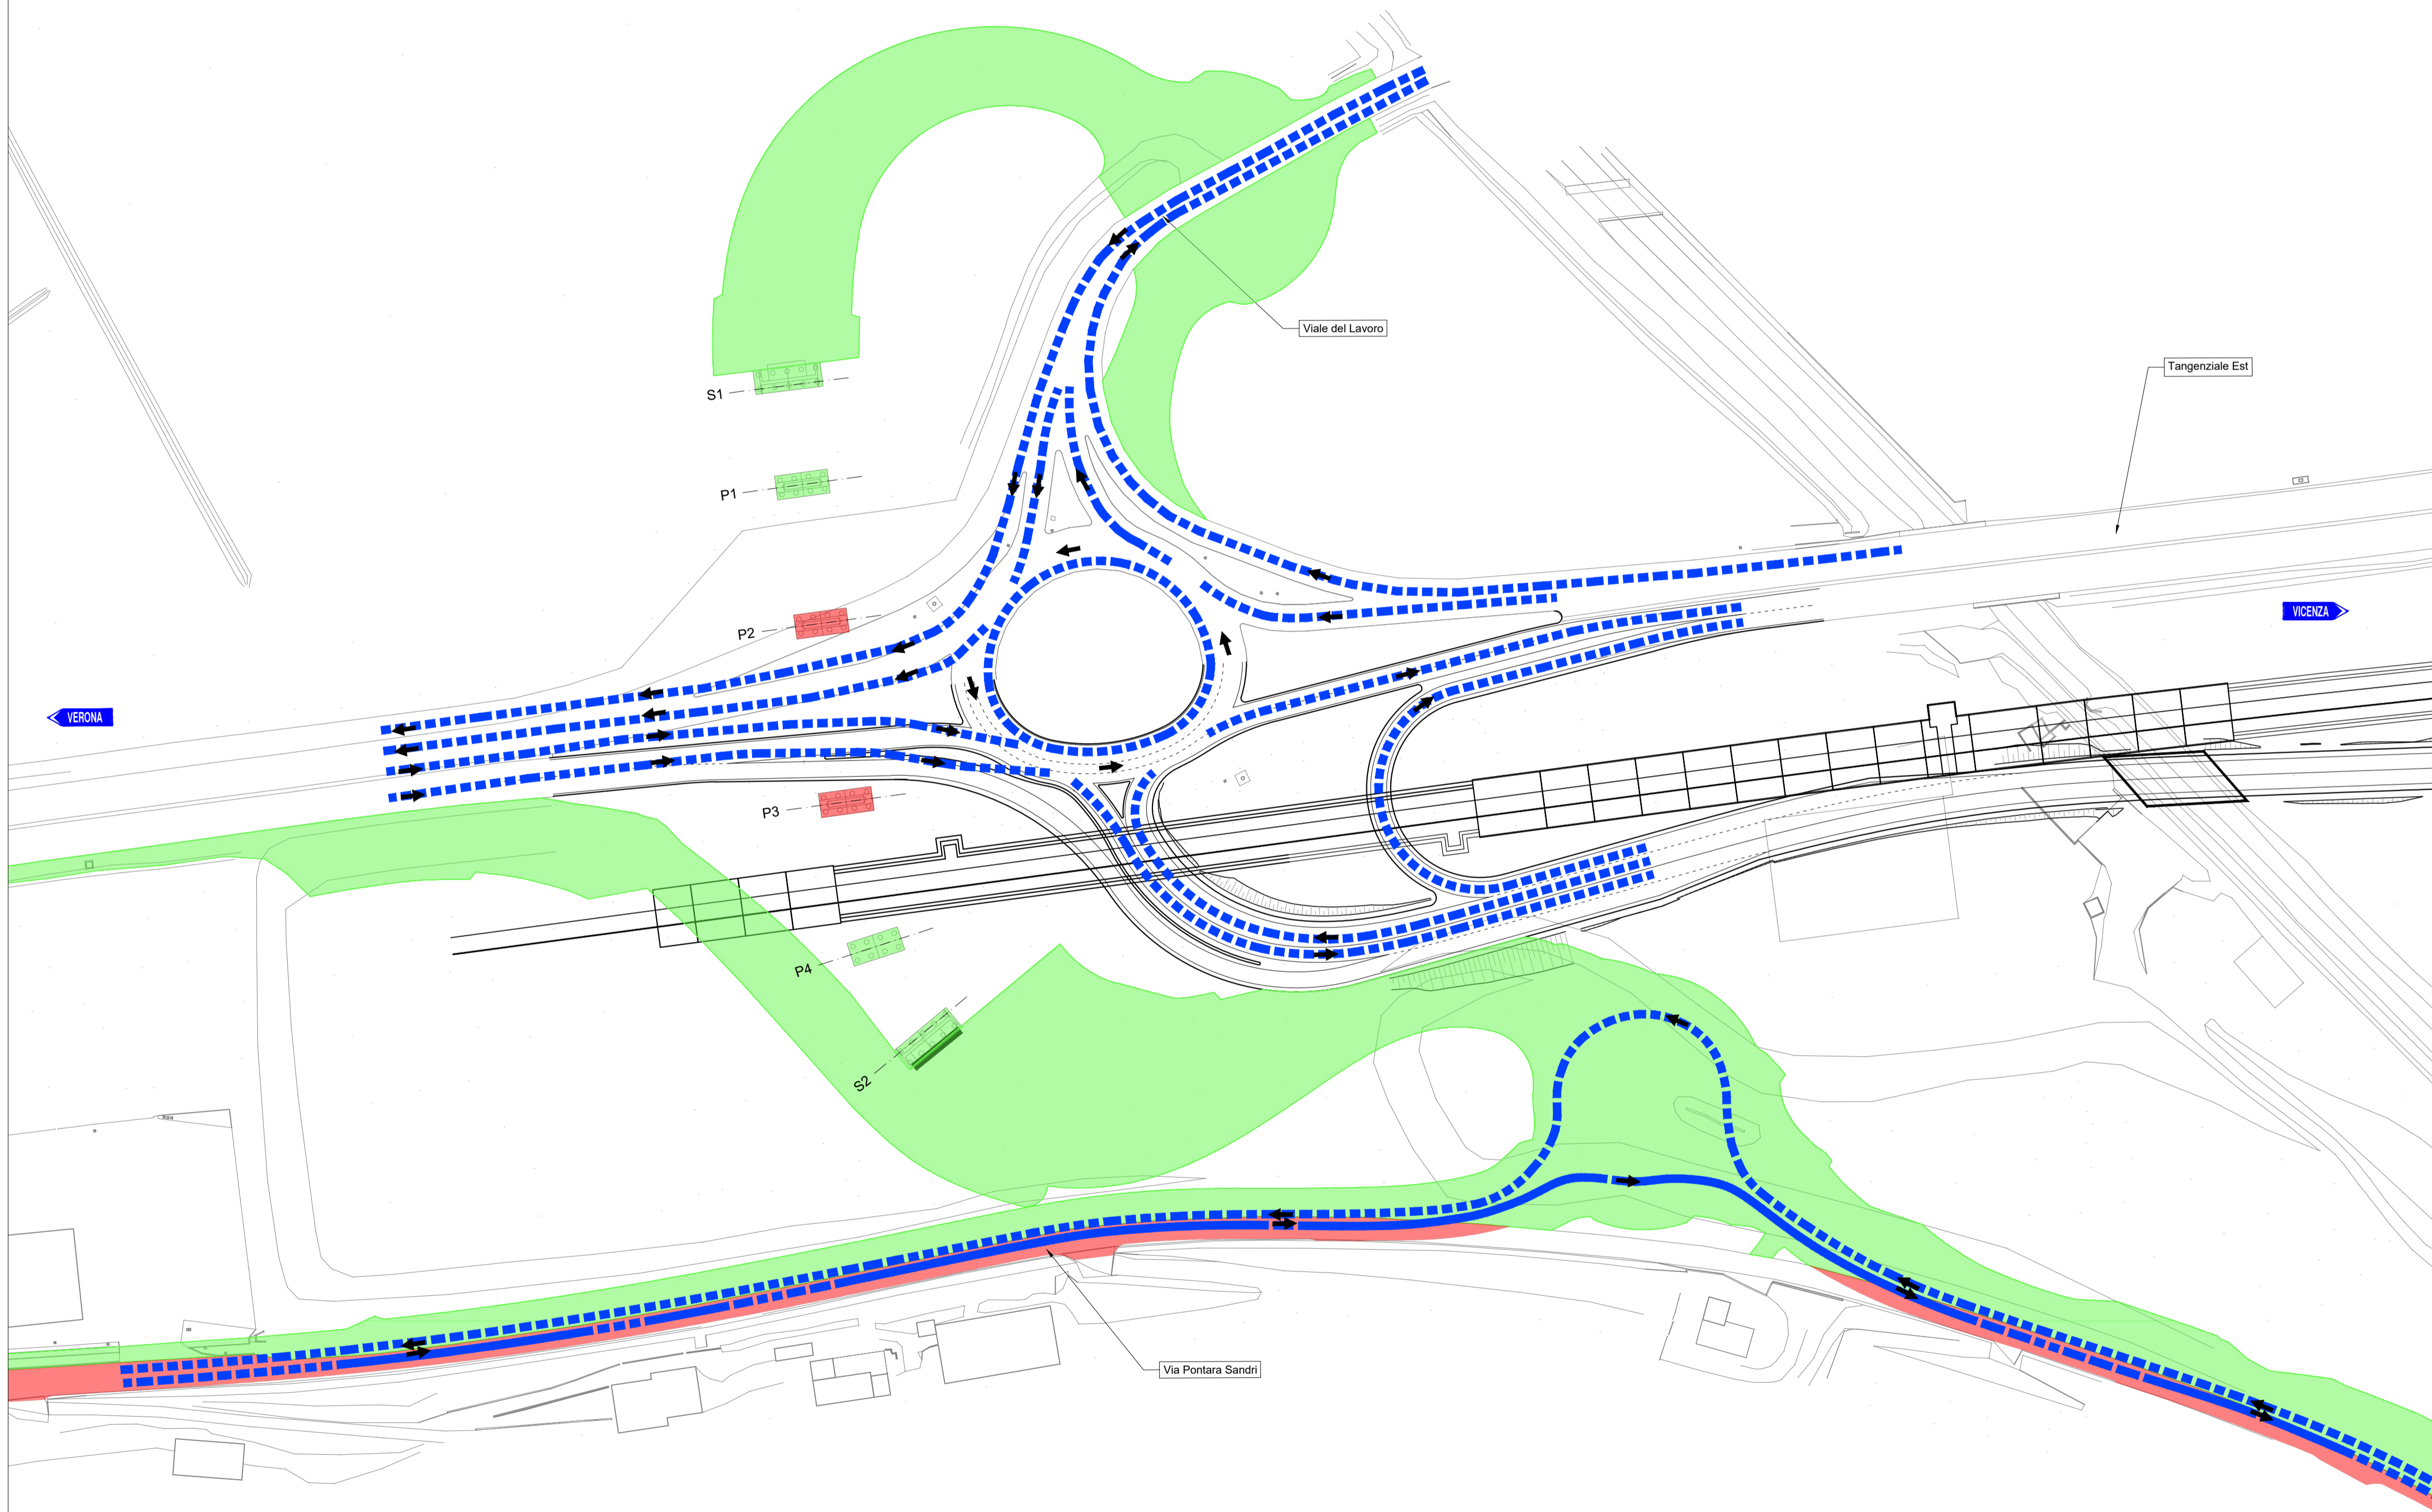 Viale del Lavoro
Tangenziale Est
S1
P1
VICENZA
P2
VERONA
P3
P4
S2
Via Pontara Sandri